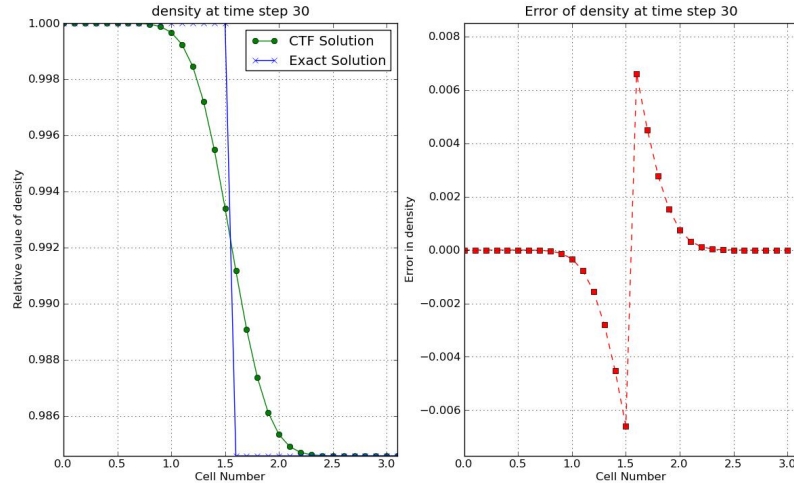 density at time step 30
1.000
0.998
0.996
0.994
0.992
0.990
0.988
0.986
Relative value of density
CTF Solution
Exact Solution
0.0 0.5 1.0 1.5 2.0 2.5 3.0
Cell Number
Error of density at time step 30
0.008
0.006
0.004
0.002
0.000
−0.002
−0.004
−0.006
Error in density
0.0 0.5 1.0 1.5 2.0 2.5 3.0
Cell Number